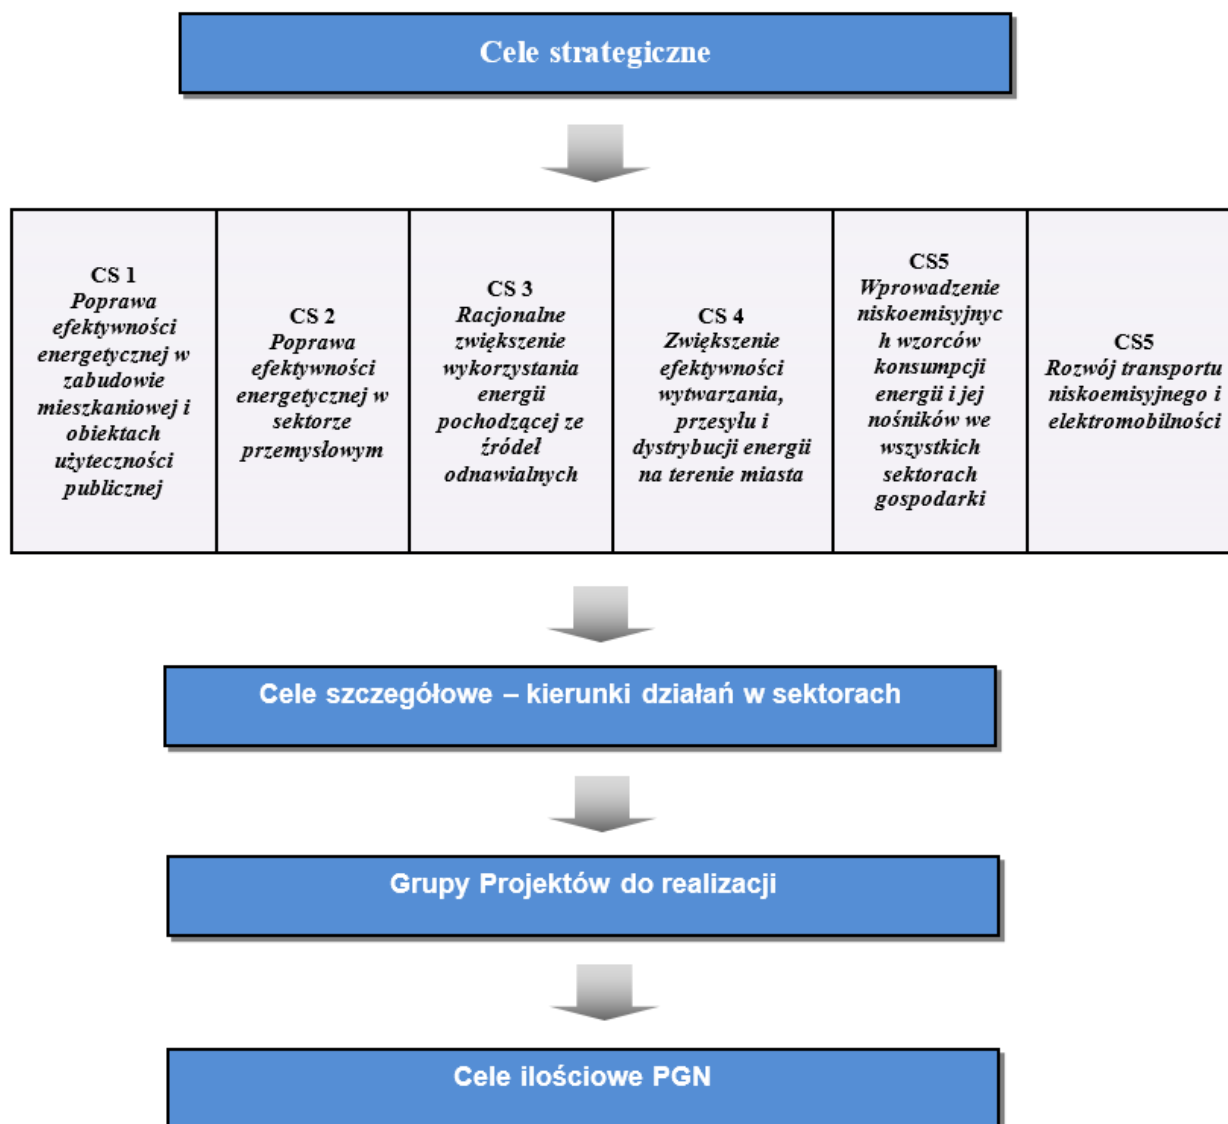 Cele strategiczne
CS 1
Poprawa
efektywności
energetycznej w
zabudowie
mieszkaniowej i
obiektach
użyteczności
publicznej
CS 2
Poprawa
efektywności
energetycznej w
sektorze
przemysłowym
CS 3
Racjonalne
zwiększenie
wykorzystania
energii
pochodzącej ze
źródeł
odnawialnych
CS 4
Zwiększenie
efektywności
wytwarzania,
przesyłu i
dystrybucji energii
na terenie miasta
CS5
Wprowadzenie
niskoemisyjnyc
h wzorców
konsumpcji
energii i jej
nośników we
wszystkich
sektorach
gospodarki
CS5
Rozwój transportu
niskoemisyjnego i
elektromobilności
Cele szczegółowe – kierunki działań w sektorach
Grupy Projektów do realizacji
Cele ilościowe PGN